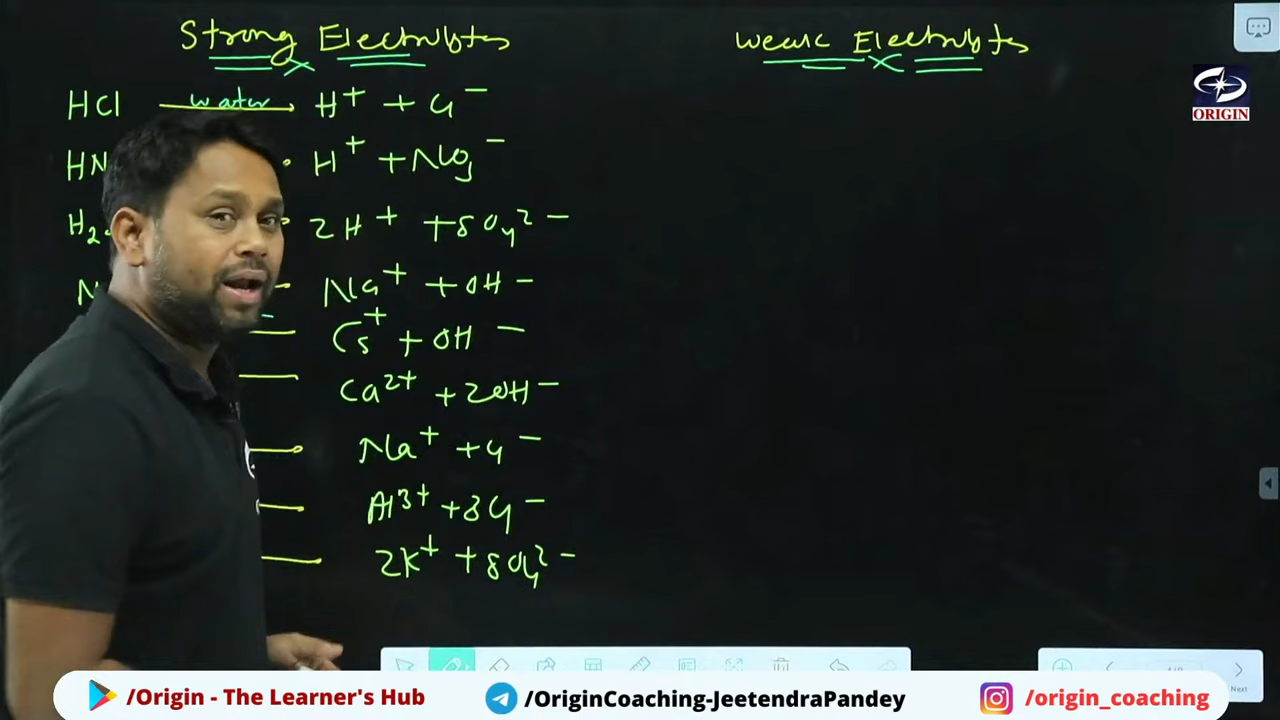 Strong Electrolytes
Weak Electrolytes
HCl water H⁺ + Cl⁻
HN H⁺ + NO₃⁻
H₂ 2H⁺ + SO₄²⁻
N Na⁺ + OH⁻
Cs⁺ + OH⁻
Ca²⁺ + 2OH⁻
Na⁺ + Cl⁻
Al³⁺ + 3Cl⁻
2K⁺ + SO₄²⁻
ORIGIN
Next
/Origin - The Learner's Hub
/OriginCoaching-JeetendraPandey
/origin_coaching